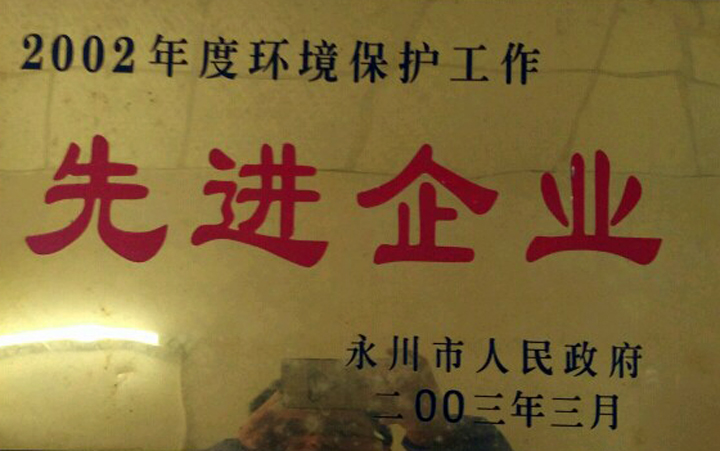 2002年度环境保护工作
先进企业
永川市人民政府
二00三年三月